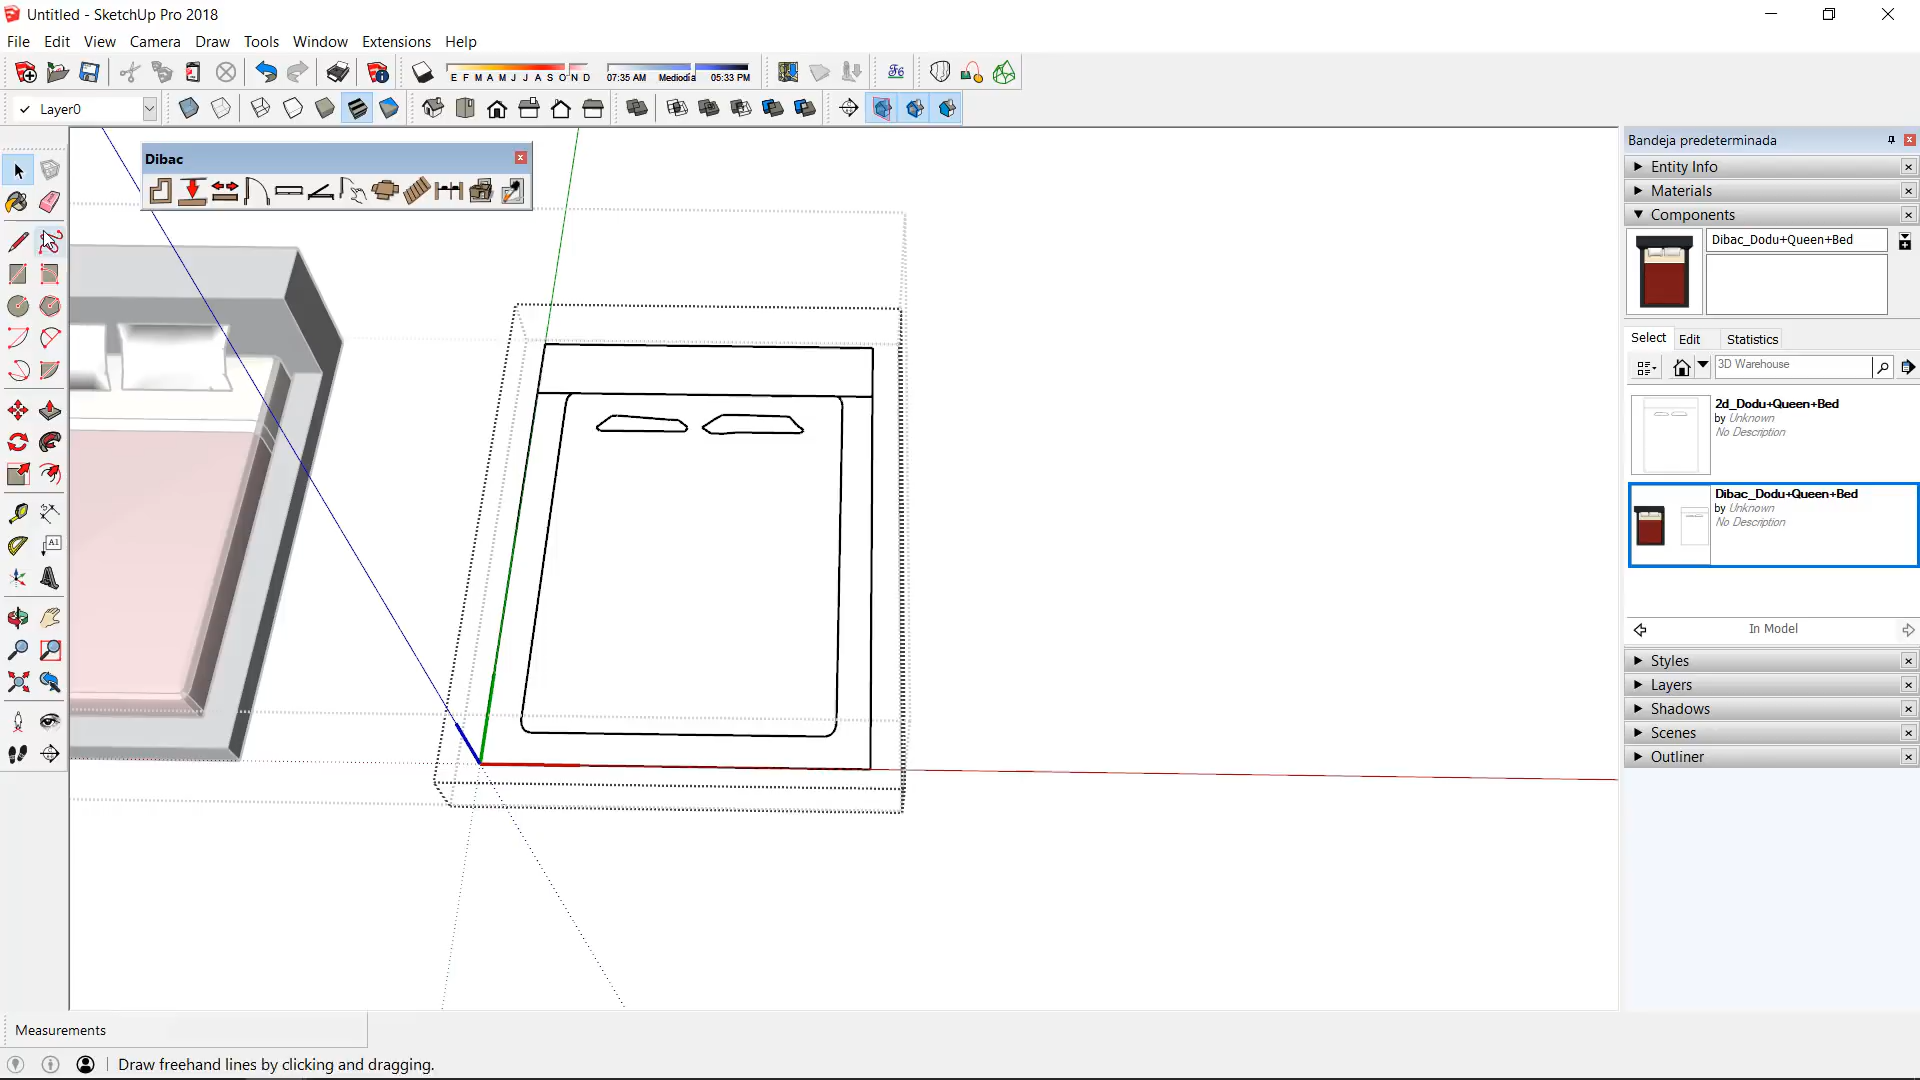 Untitled - SketchUp Pro 2018
File Edit View Camera Draw Tools Window Extensions Help
E F M A M J J A S O N D
07:35 AM Mediodía 05:33 PM
Layer0
Dibac
Bandeja predeterminada
Entity Info
Materials
Components
Dibac_Dodu+Queen+Bed
Select Edit Statistics
3D Warehouse
2d_Dodu+Queen+Bed
by Unknown
No Description
Dibac_Dodu+Queen+Bed
by Unknown
No Description
In Model
Styles
Layers
Shadows
Scenes
Outliner
Measurements
Draw freehand lines by clicking and dragging.